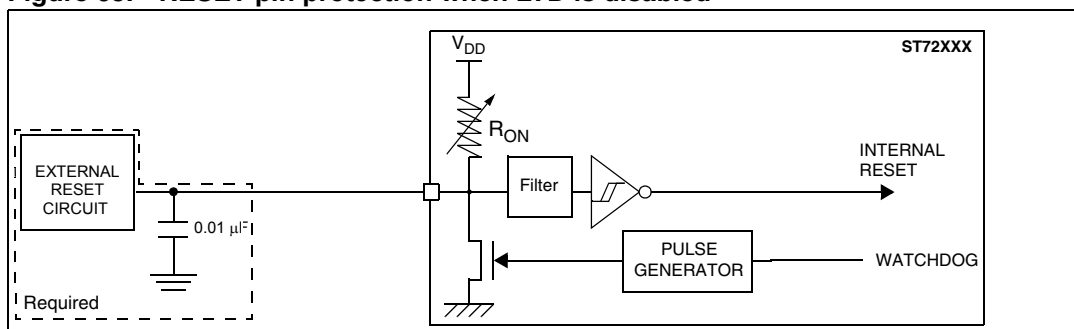 Figure RESET pin protection when LVD is disabled
V_DD
ST72XXX
R_ON
EXTERNAL
RESET
CIRCUIT
0.01 μF
Required
Filter
INTERNAL
RESET
PULSE
GENERATOR
WATCHDOG